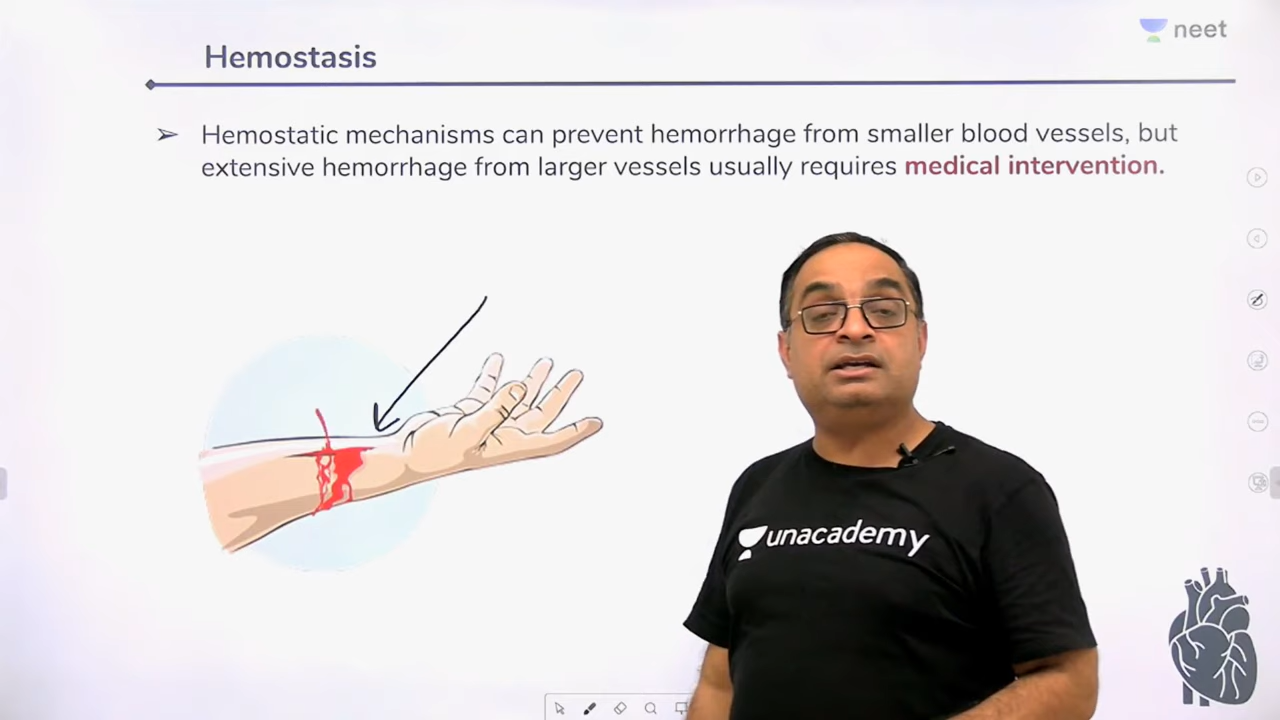 neet
Hemostasis
➢ Hemostatic mechanisms can prevent hemorrhage from smaller blood vessels, but
extensive hemorrhage from larger vessels usually requires medical intervention.
unacademy